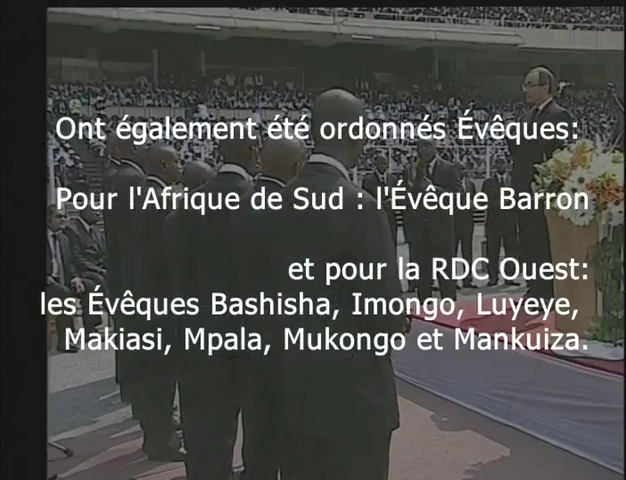 Ont également été ordonnés Évêques:
Pour l'Afrique de Sud : l'Évêque Barron
et pour la RDC Ouest:
les Évêques Bashisha, Imongo, Luyeye,
Makiasi, Mpala, Mukongo et Mankuiza.